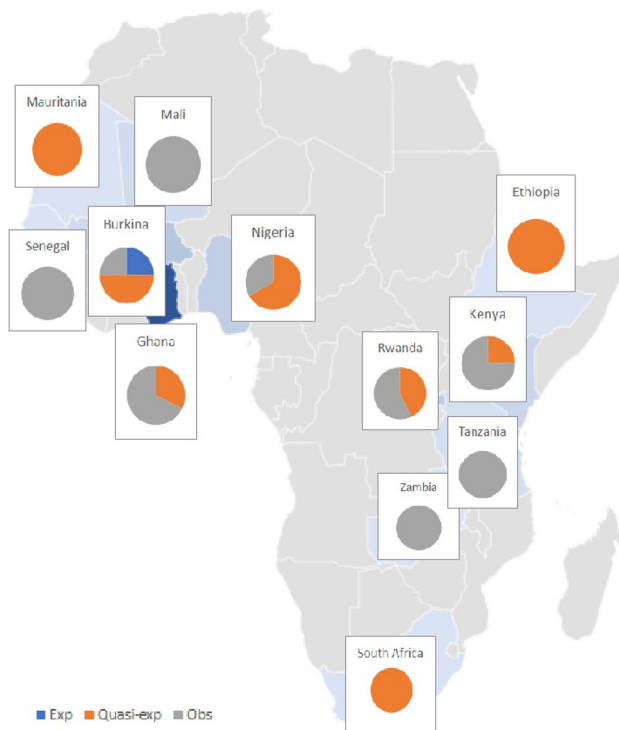 Mauritania
Mali
Ethiopia
Burkina
Nigeria
Senegal
Kenya
Ghana
Rwanda
Tanzania
Zambia
South Africa
Exp Quasi-exp Obs